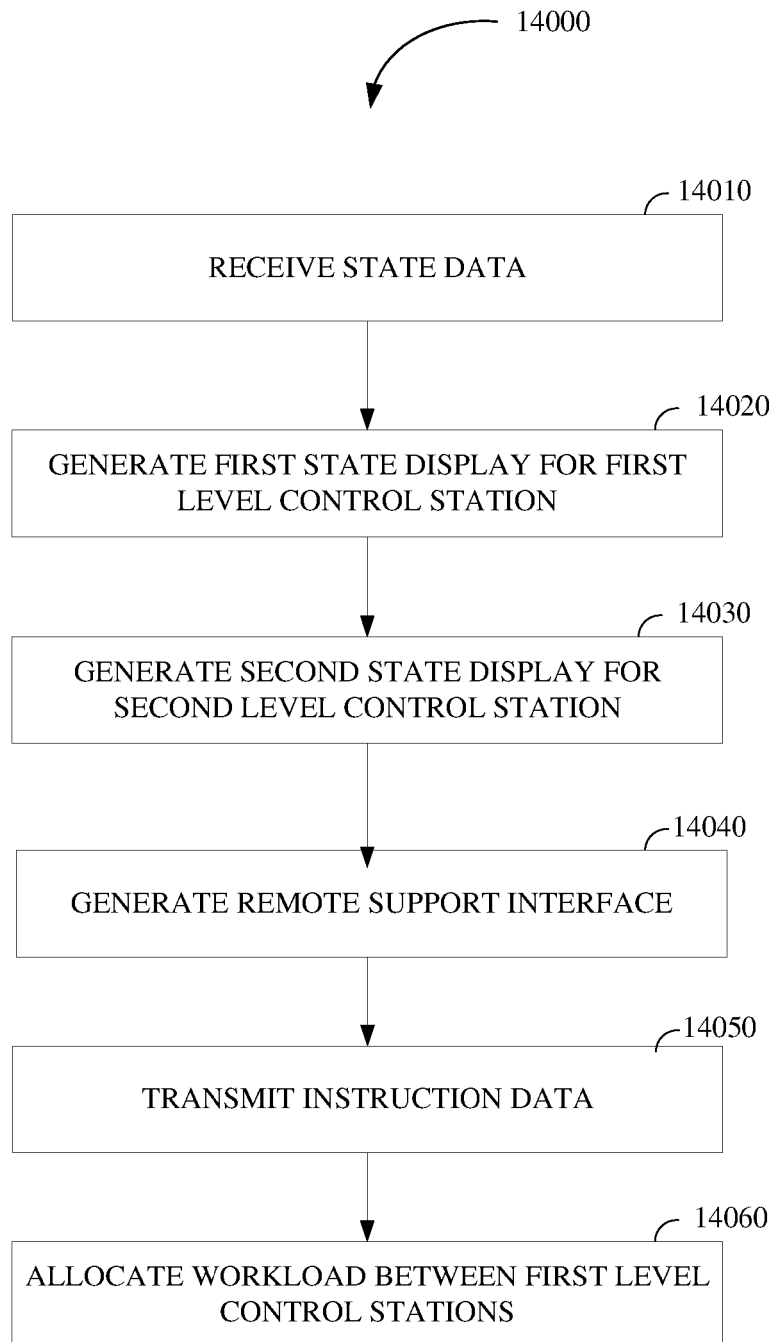 14000
14010
RECEIVE STATE DATA
14020
GENERATE FIRST STATE DISPLAY FOR FIRST
LEVEL CONTROL STATION
14030
GENERATE SECOND STATE DISPLAY FOR
SECOND LEVEL CONTROL STATION
14040
GENERATE REMOTE SUPPORT INTERFACE
14050
TRANSMIT INSTRUCTION DATA
14060
ALLOCATE WORKLOAD BETWEEN FIRST LEVEL
CONTROL STATIONS